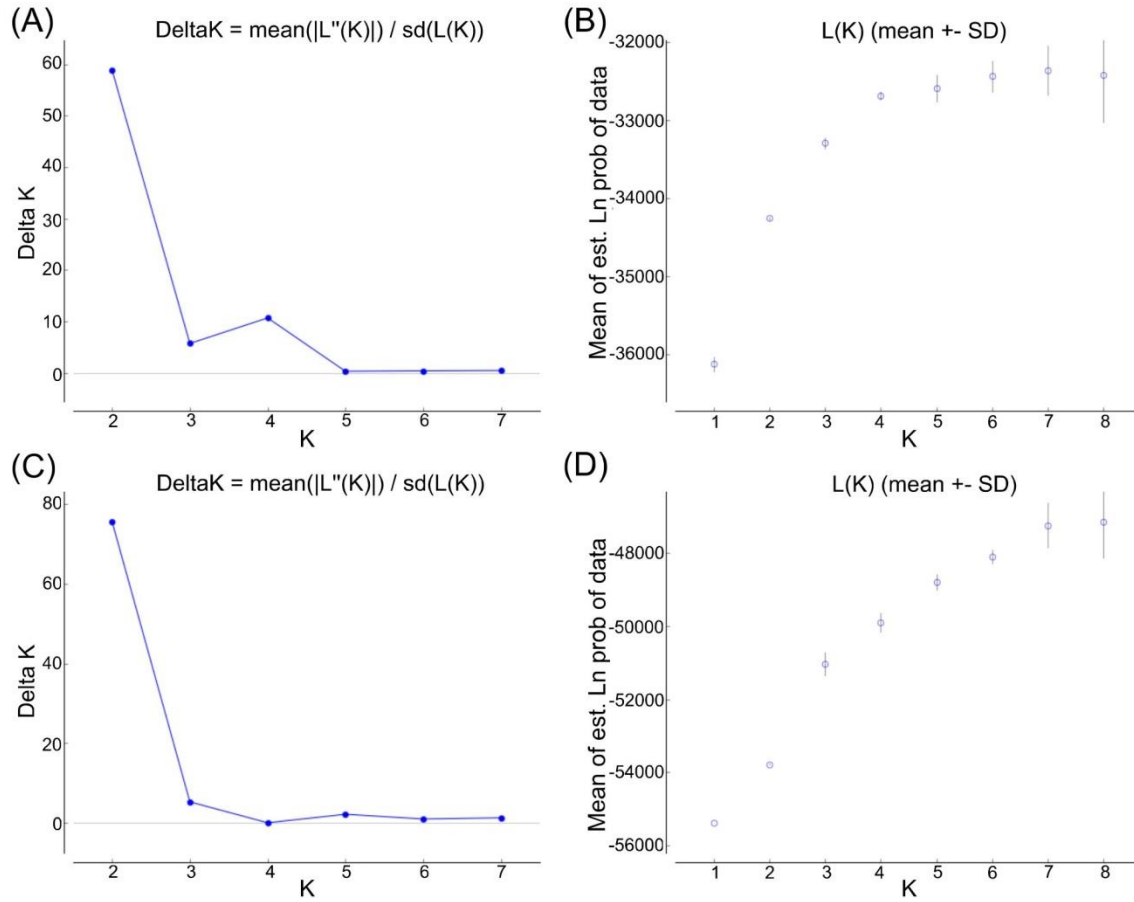 (A)
DeltaK = mean(|L"(K)|) / sd(L(K))
Delta K
60
50
40
30
20
10
0
2 3 4 5 6 7
K
(B)
L(K) (mean +- SD)
Mean of est. Ln prob of data
-32000
-33000
-34000
-35000
-36000
1 2 3 4 5 6 7 8
K
(C)
DeltaK = mean(|L"(K)|) / sd(L(K))
Delta K
80
60
40
20
0
2 3 4 5 6 7
K
(D)
L(K) (mean +- SD)
Mean of est. Ln prob of data
-48000
-50000
-52000
-54000
-56000
1 2 3 4 5 6 7 8
K